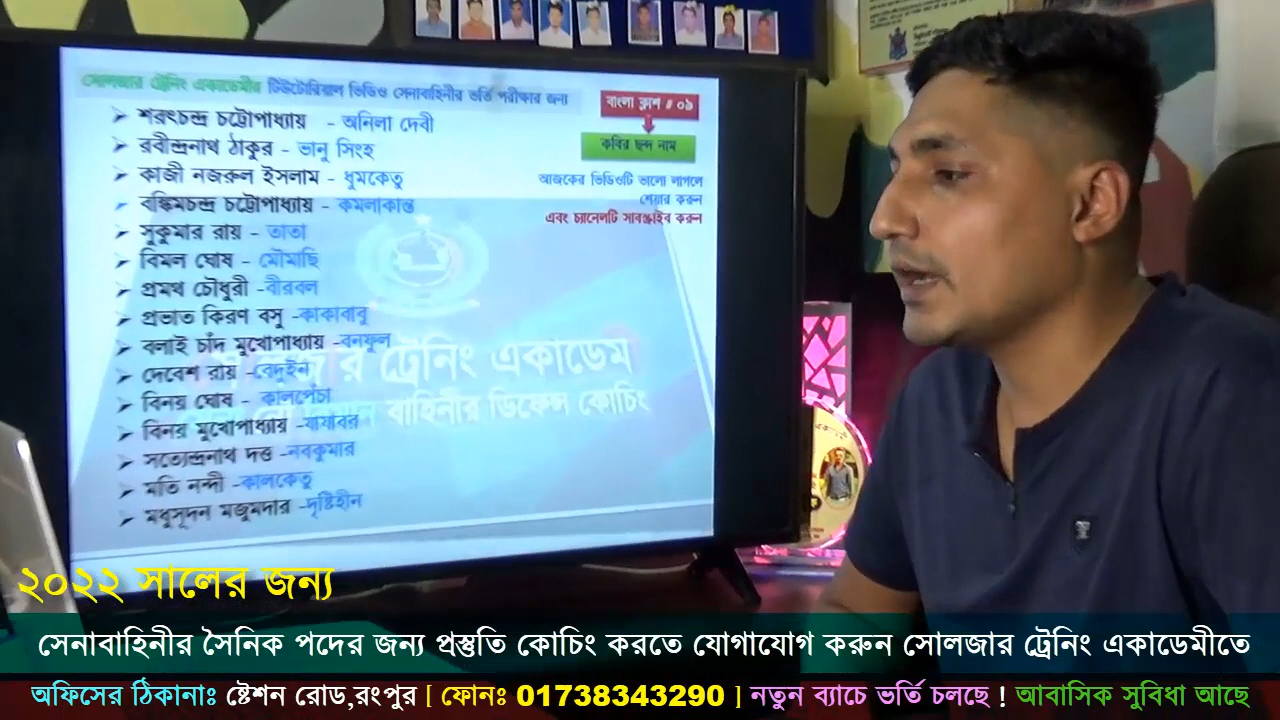 সোলজার ট্রেনিং একাডেমীর টিউটোরিয়াল ভিডিও সেনাবাহিনীর ভর্তি পরীক্ষার জন্য
বাংলা ক্লাশ # ০৯
কবির ছদ্দ নাম
আজকের ভিডিওটি ভালো লাগলে
শেয়ার করুন
এবং চ্যানেলটি সাবস্ক্রাইব করুন
➢ শরৎচন্দ্র চট্টোপাধ্যায় - অনিলা দেবী
➢ রবীন্দ্রনাথ ঠাকুর - ভানু সিংহ
➢ কাজী নজরুল ইসলাম - ধুমকেতু
➢ বঙ্কিমচন্দ্র চট্টোপাধ্যায় - কমলাকান্ত
➢ সুকুমার রায় - তাতা
➢ বিমল ঘোষ - মৌমাছি
➢ প্রমথ চৌধুরী -বীরবল
➢ প্রভাত কিরণ বসু -কাকাবাবু
➢ বলাই চাঁদ মুখোপাধ্যায় -বনফুল
➢ দেবেশ রায় -বেদুইন
➢ বিনয় ঘোষ - কালপেঁচা
➢ বিনয় মুখোপাধ্যায় -যাযাবর
➢ সত্যেন্দ্রনাথ দত্ত -নবকুমার
➢ মতি নন্দী -কালকেতু
➢ মধুসূদন মজুমদার -দৃষ্টিহীন
ট্রেনিং একাডেম
বাহিনীর ডিফেন্স কোচিং
২০২২ সালের জন্য
সেনাবাহিনীর সৈনিক পদের জন্য প্রস্তুতি কোচিং করতে যোগাযোগ করুন সোলজার ট্রেনিং একাডেমীতে
অফিসের ঠিকানাঃ ষ্টেশন রোড,রংপুর [ ফোনঃ 01738343290 ] নতুন ব্যাচে ভর্তি চলছে ! আবাসিক সুবিধা আছে